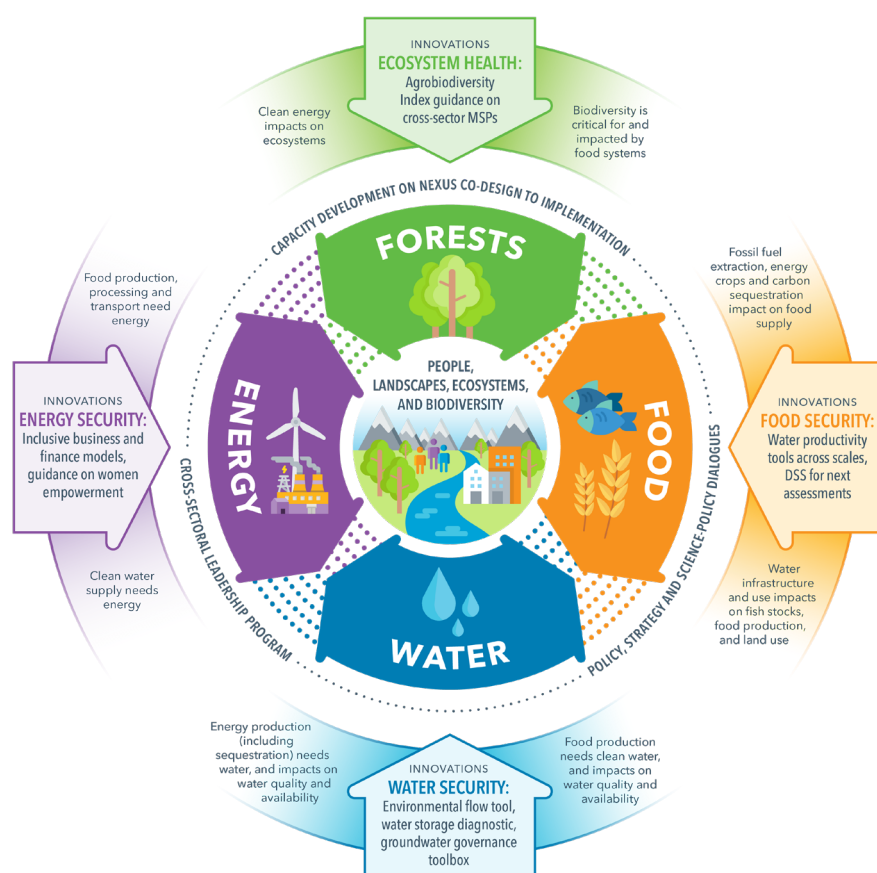 INNOVATIONS
ECOSYSTEM HEALTH:
Agrobiodiversity
Index guidance on
cross-sector MSPs
Clean energy
impacts on
ecosystems
Biodiversity is
critical for and
impacted by
food systems
CAPACITY DEVELOPMENT ON NEXUS CO-DESIGN TO IMPLEMENTATION
FORESTS
Food production,
processing and
transport need
energy
Fossil fuel
extraction, energy
crops and carbon
sequestration
impact on food
supply
INNOVATIONS
ENERGY SECURITY:
Inclusive business and
finance models,
guidance on women
empowerment
ENERGY
PEOPLE,
LANDSCAPES, ECOSYSTEMS,
AND BIODIVERSITY
FOOD
INNOVATIONS
FOOD SECURITY:
Water productivity
tools across scales,
DSS for next
assessments
CROSS-SECTORAL LEADERSHIP PROGRAM
POLICY, STRATEGY AND SCIENCE-POLICY DIALOGUES
Clean water
supply needs
energy
Water
infrastructure
and use impacts
on fish stocks,
food production,
and land use
WATER
Energy production
(including
sequestration) needs
water, and impacts on
water quality and
availability
Food production
needs clean water,
and impacts on
water quality and
availability
INNOVATIONS
WATER SECURITY:
Environmental flow tool,
water storage diagnostic,
groundwater governance
toolbox